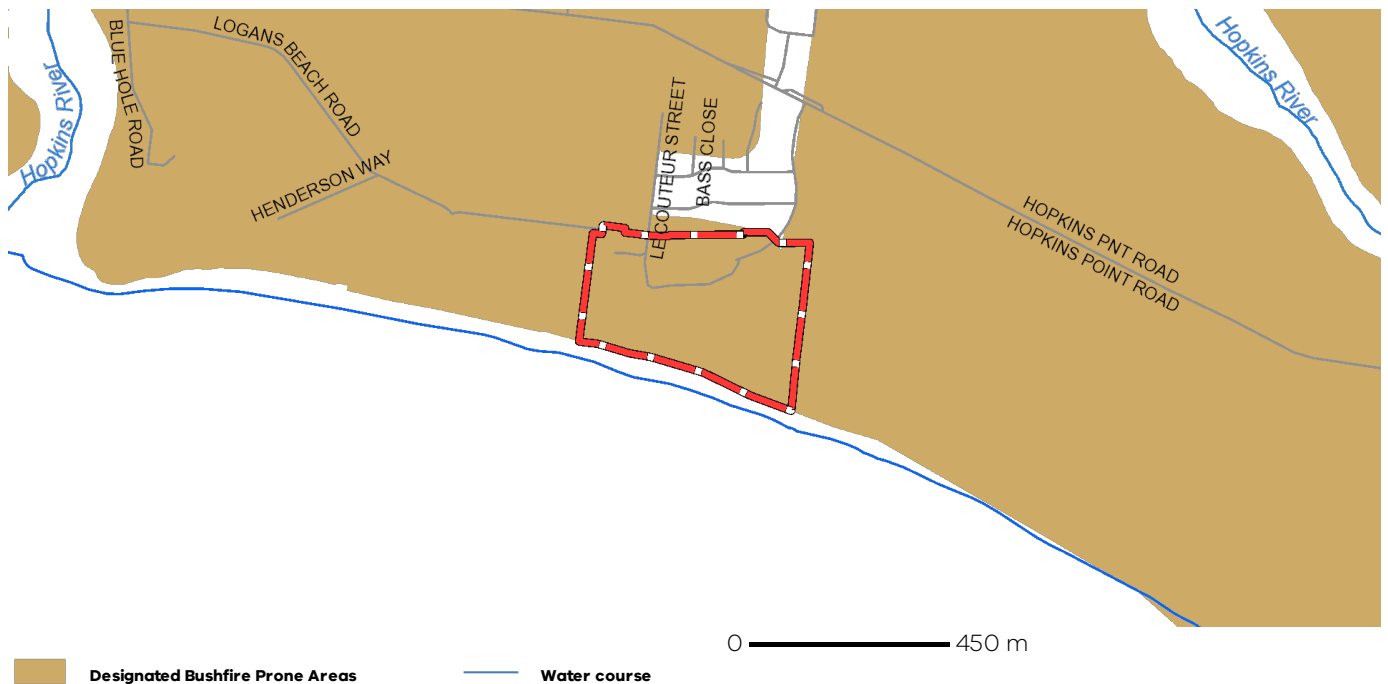 BLUE HOLE ROAD
LOGANS BEACH ROAD
Hopkins River
Hopkins River
HENDERSON WAY
LE COUTEUR STREET
BASS CLOSE
HOPKINS PNT ROAD
HOPKINS POINT ROAD
0 450 m
Designated Bushfire Prone Areas
Water course